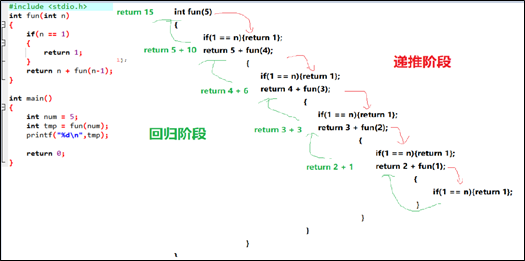 #include <stdio.h>
int fun(int n)
{
if(n == 1)
{
return 1;
}
return n + fun(n-1);
}
int main()
{
int num = 5;
int tmp = fun(num);
printf("%d\n",tmp);
return 0;
}
return 15
int fun(5)
{
if(1 == n){return 1);
return 5 + 10
return 5 + fun(4);
{
if(1 == n){return 1);
return 4 + 6
return 4 + fun(3);
{
if(1 == n){return 1);
return 3 + 3
return 3 + fun(2);
{
if(1 == n){return 1);
return 2 + 1
return 2 + fun(1);
{
if(1 == n){return 1);
}
}
}
}
递推阶段
回归阶段